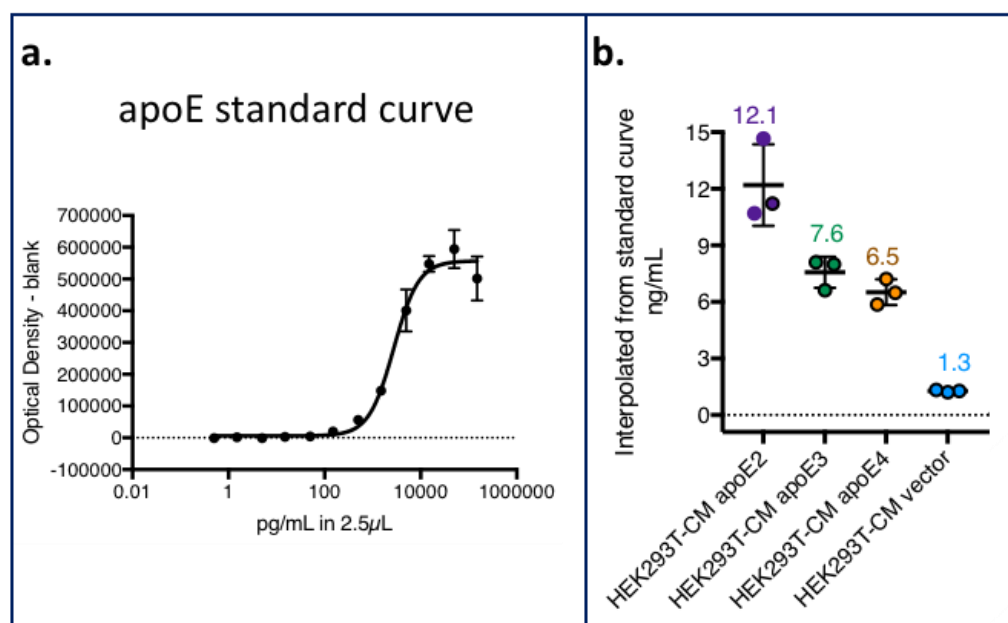 a.
apoE standard curve
Optical Density - blank
700000
600000
500000
400000
300000
200000
100000
0
-100000
0.01
1
100
10000
1000000
pg/mL in 2.5µL
b.
Interpolated from standard curve
ng/mL
15
12
9
6
3
0
12.1
7.6
6.5
1.3
HEK293T-CM apoE2
HEK293T-CM apoE3
HEK293T-CM apoE4
HEK293T-CM vector